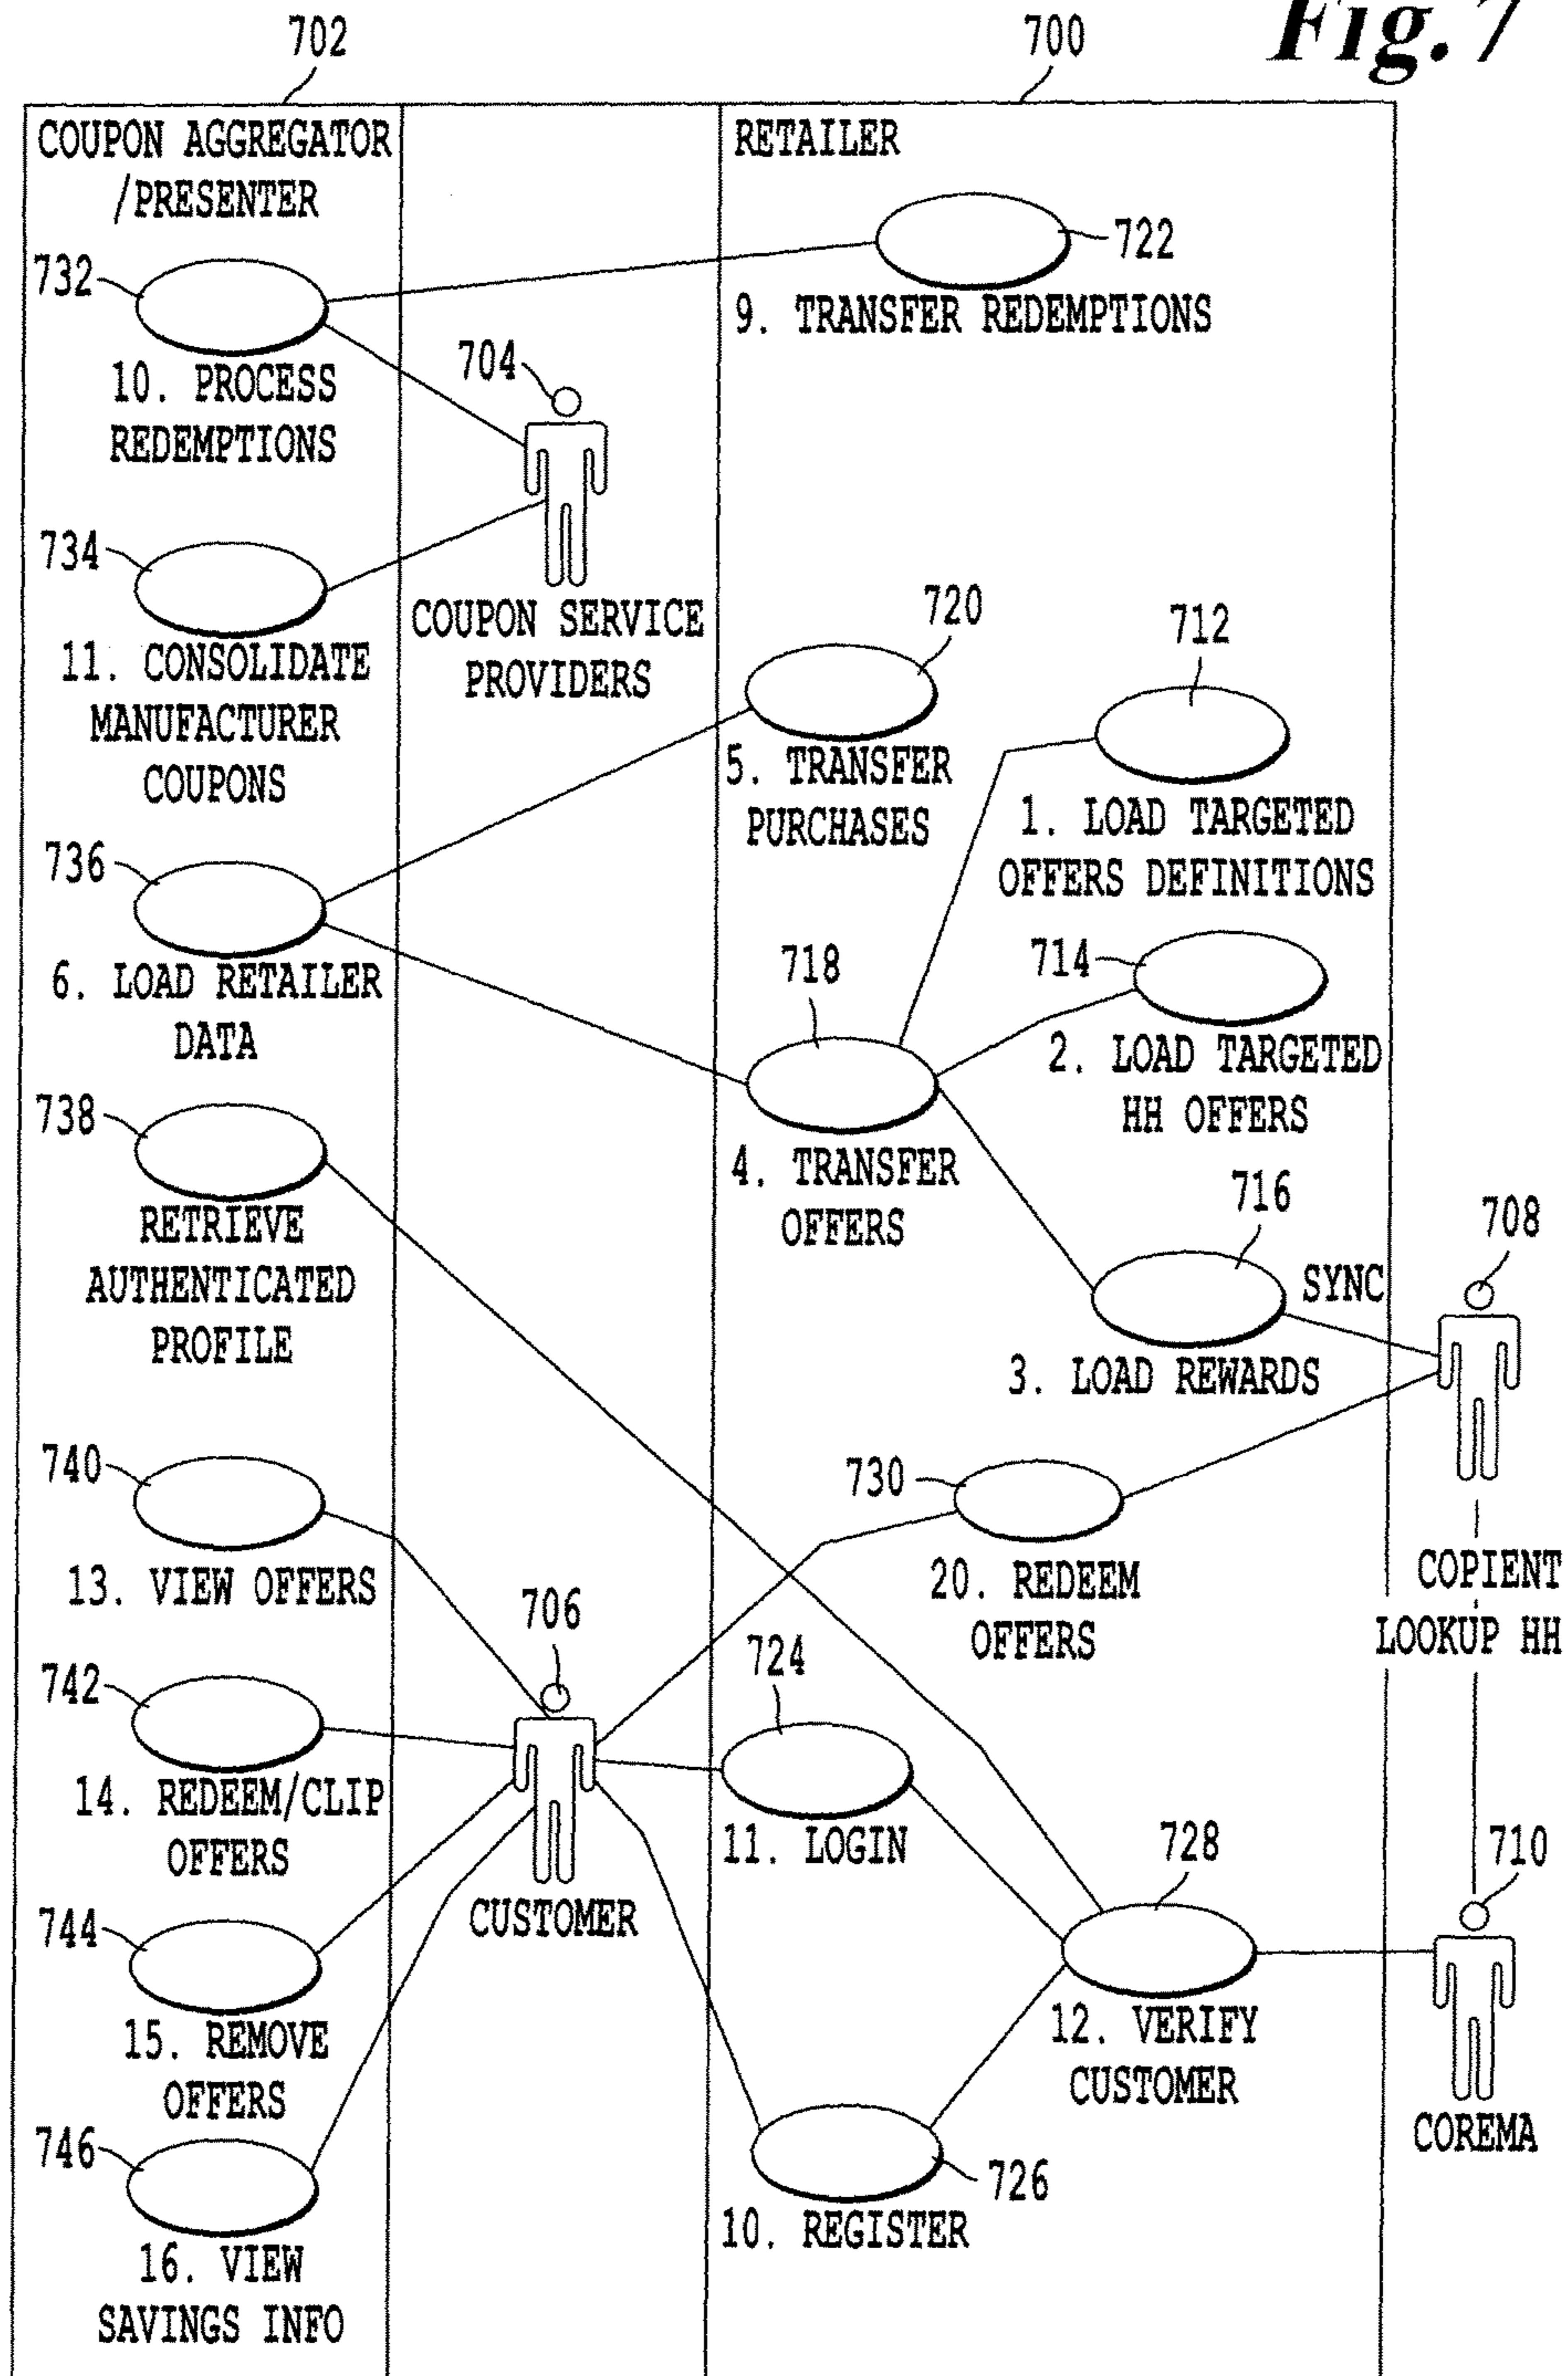 Fig. 7
702
700
COUPON AGGREGATOR
/PRESENTER
RETAILER
732
722
10. PROCESS
REDEMPTIONS
9. TRANSFER REDEMPTIONS
704
COUPON SERVICE
PROVIDERS
734
11. CONSOLIDATE
MANUFACTURER
COUPONS
720
5. TRANSFER
PURCHASES
712
1. LOAD TARGETED
OFFERS DEFINITIONS
736
6. LOAD RETAILER
DATA
718
4. TRANSFER
OFFERS
714
2. LOAD TARGETED
HH OFFERS
738
RETRIEVE
AUTHENTICATED
PROFILE
716
SYNC
3. LOAD REWARDS
708
COPIENT
LOOKUP HH
740
13. VIEW OFFERS
730
20. REDEEM
OFFERS
706
CUSTOMER
742
14. REDEEM/CLIP
OFFERS
724
11. LOGIN
728
12. VERIFY
CUSTOMER
710
COREMA
744
15. REMOVE
OFFERS
726
10. REGISTER
746
16. VIEW
SAVINGS INFO